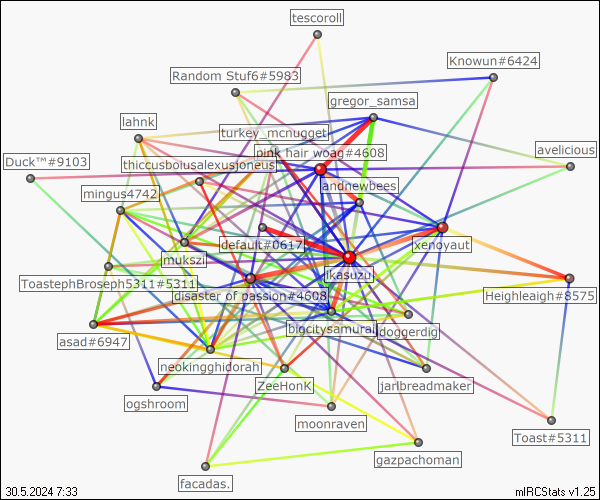 tescoroll
Knowun#6424
Random Stuf6#5983
gregor_samsa
lahnk
turkey_mcnugget
avelicious
pink hair woag#4608
Duck™#9103
thiccusbolusalexusjoneus
andnewbees
mingus4742
default#0617
xenoyaut
mukszi
ikasuzu
ToastephBroseph5311#5311
disaster of passion#4608
Heighleaigh#8575
bigcitysamurai
doggerdig
asad#6947
neokingghidorah
ZeeHonK
jarlbreadmaker
ogshroom
moonraven
Toast#5311
gazpachoman
facadas.
30.5.2024 7:33
mIRCStats v1.25